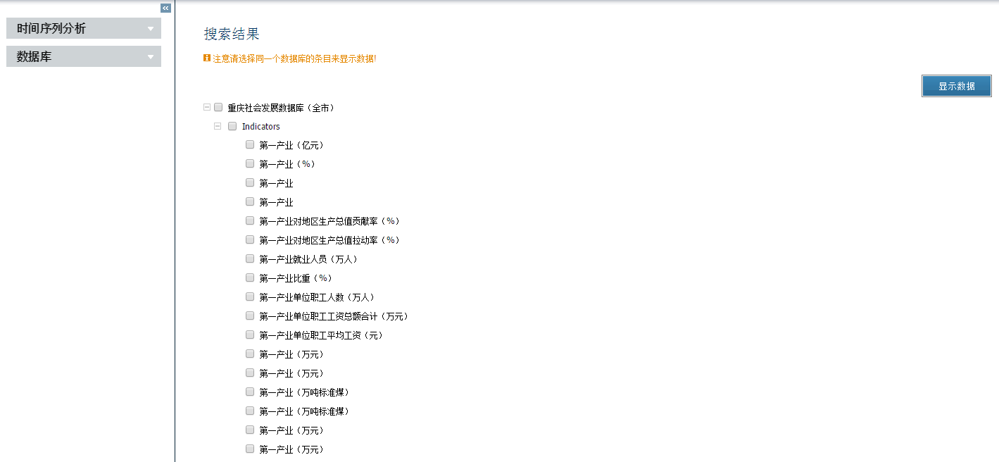 时间序列分析
数据库
搜索结果
注意请选择同一个数据库的条目来显示数据!
显示数据
重庆社会发展数据库（全市）
Indicators
第一产业（亿元）
第一产业（%）
第一产业
第一产业
第一产业对地区生产总值贡献率（%）
第一产业对地区生产总值拉动率（%）
第一产业就业人员（万人）
第一产业比重（%）
第一产业单位职工人数（万人）
第一产业单位职工工资总额合计（万元）
第一产业单位职工平均工资（元）
第一产业（万元）
第一产业（万元）
第一产业（万吨标准煤）
第一产业（万吨标准煤）
第一产业（万元）
第一产业（万元）